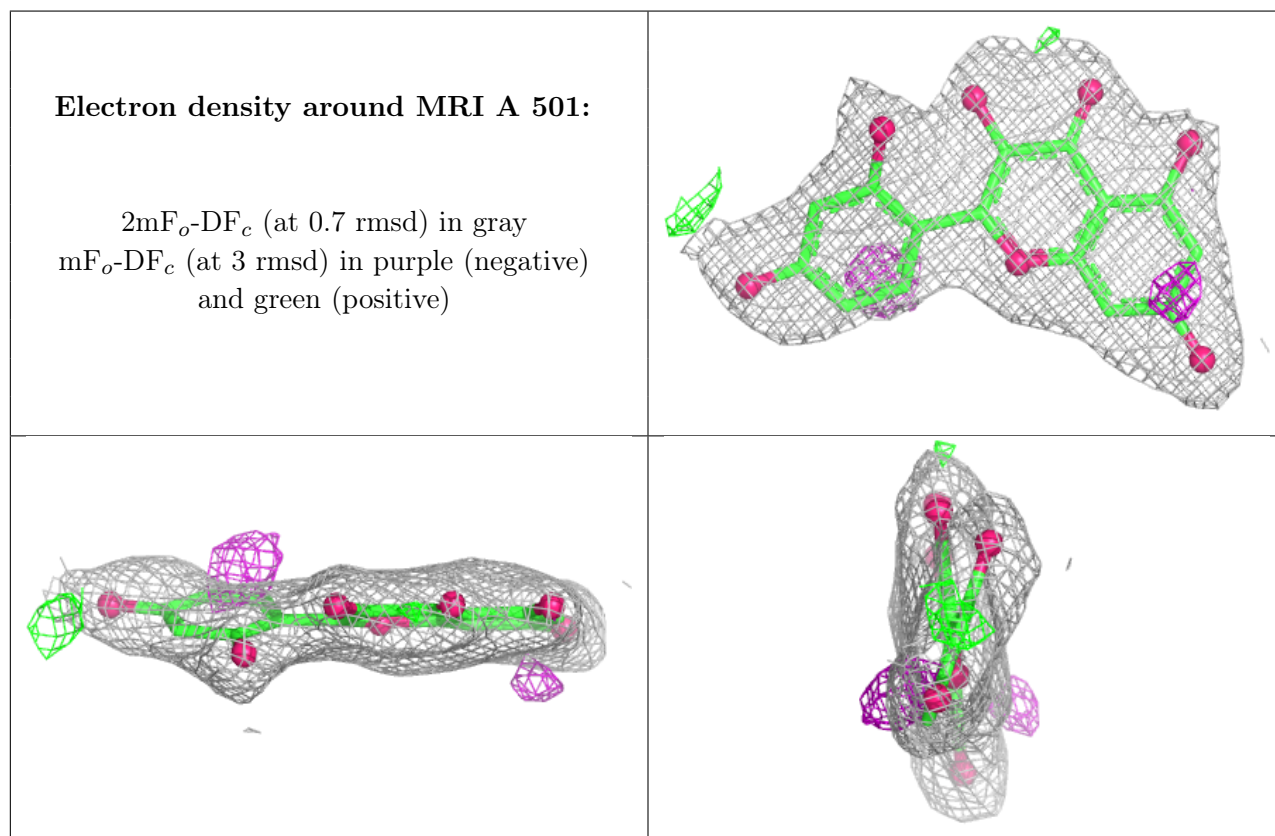 Electron density around MRI A 501:
2mFo-DFc (at 0.7 rmsd) in gray
mFo-DFc (at 3 rmsd) in purple (negative)
and green (positive)